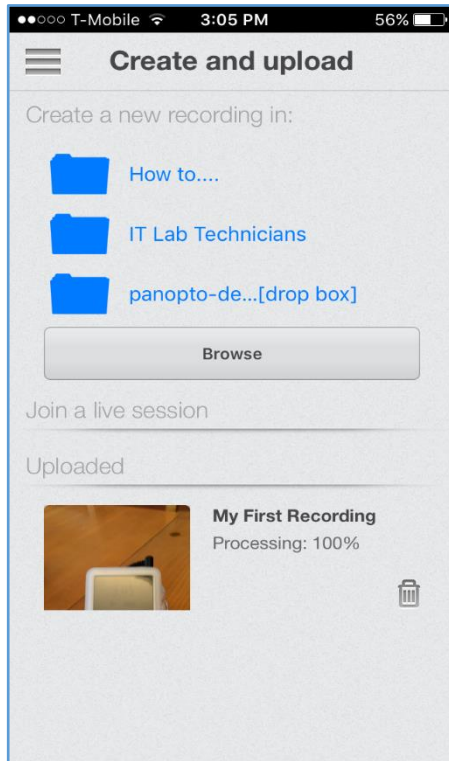 T-Mobile 3:05 PM 56%
Create and upload
Create a new recording in:
How to....
IT Lab Technicians
panopto-de...[drop box]
Browse
Join a live session
Uploaded
My First Recording
Processing: 100%